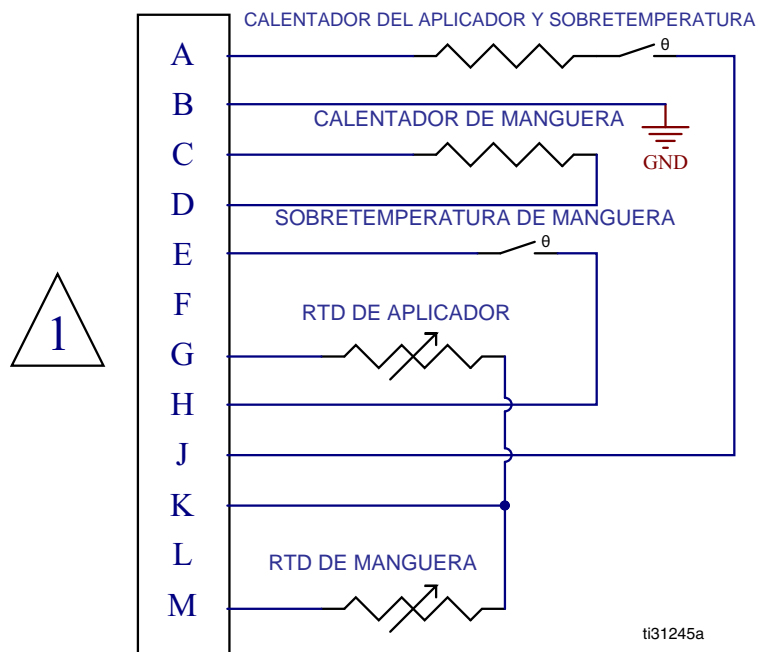 CALENTADOR DEL APLICADOR Y SOBRETEMPERATURA
A
θ
B
CALENTADOR DE MANGUERA
C
GND
D
SOBRETEMPERATURA DE MANGUERA
E
θ
F
RTD DE APLICADOR
1
G
H
J
K
L
RTD DE MANGUERA
M
ti31245a